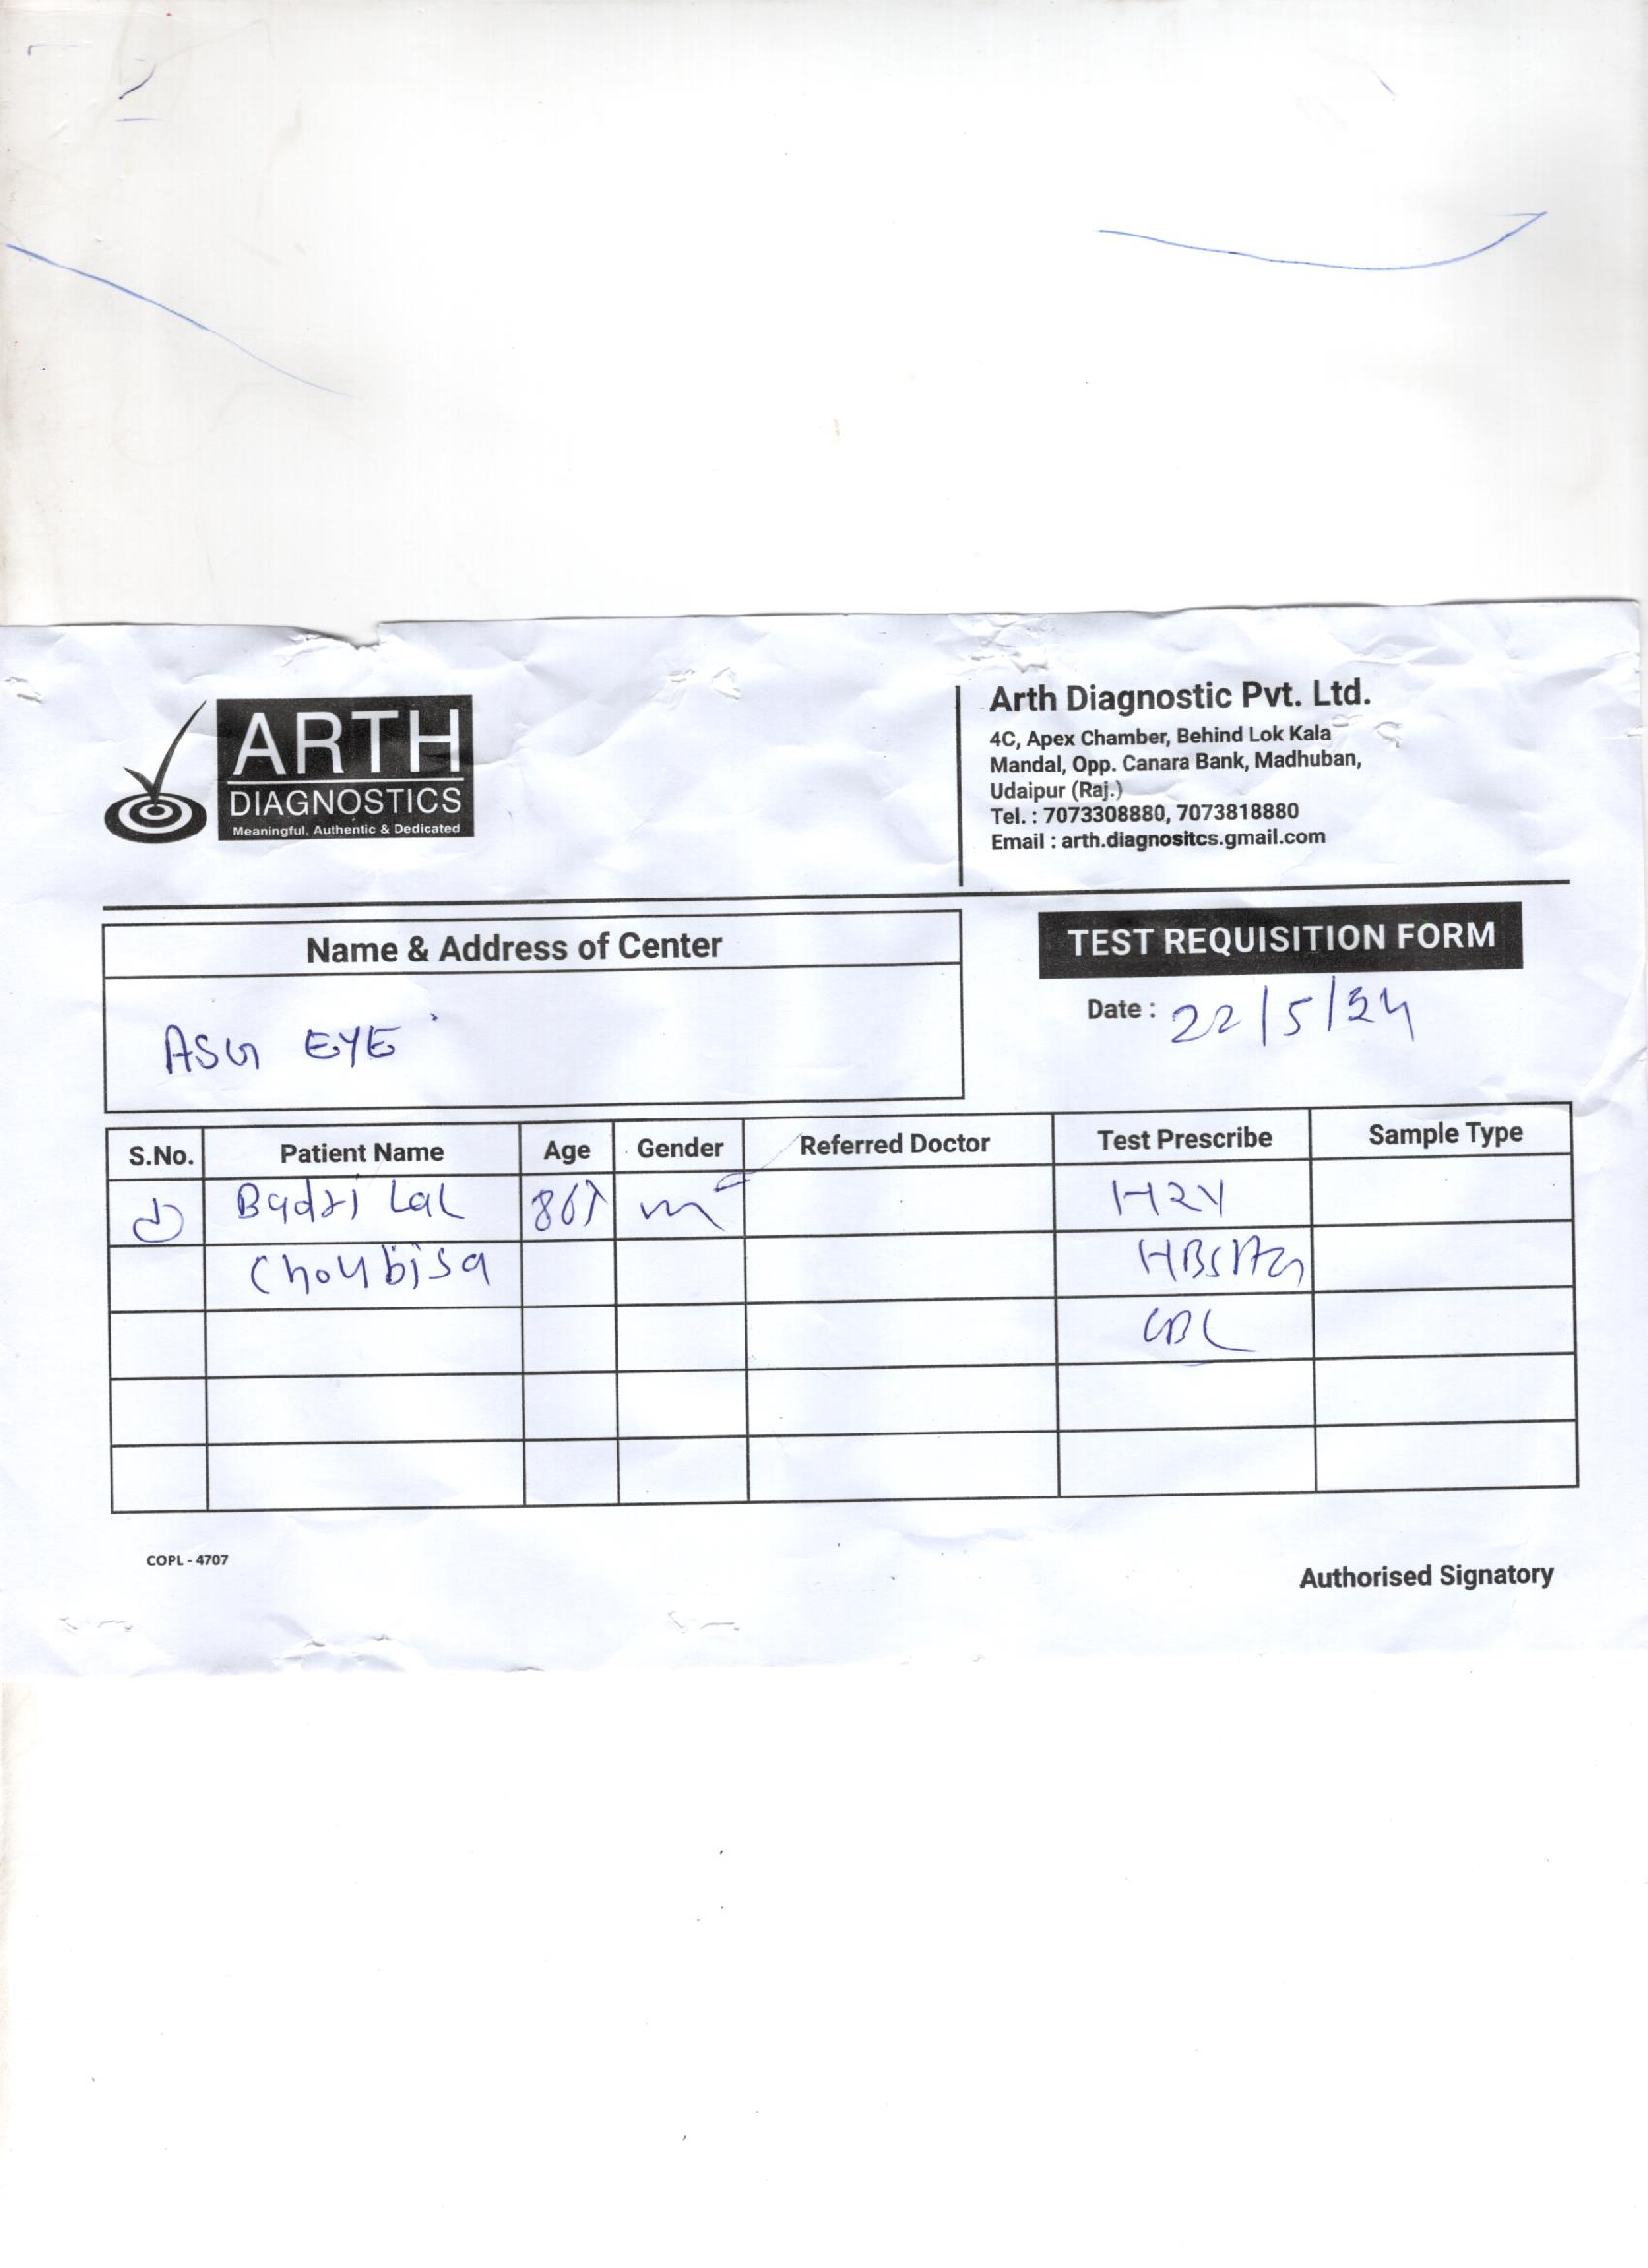 ARTH
DIAGNOSTICS
Meaningful, Authentic & Dedicated
Arth Diagnostic Pvt. Ltd.
4C, Apex Chamber, Behind Lok Kala
Mandal, Opp. Canara Bank, Madhuban,
Udaipur (Raj.)
Tel. : 7073308880, 7073818880
Email : arth.diagnositcs.gmail.com
Name & Address of Center
TEST REQUISITION FORM
ASG EYE
Date : 22/5/24
S.No. Patient Name Age Gender Referred Doctor Test Prescribe Sample Type
Badri Lal m
Choubisa HBsAg
CBC
COPL - 4707
Authorised Signatory